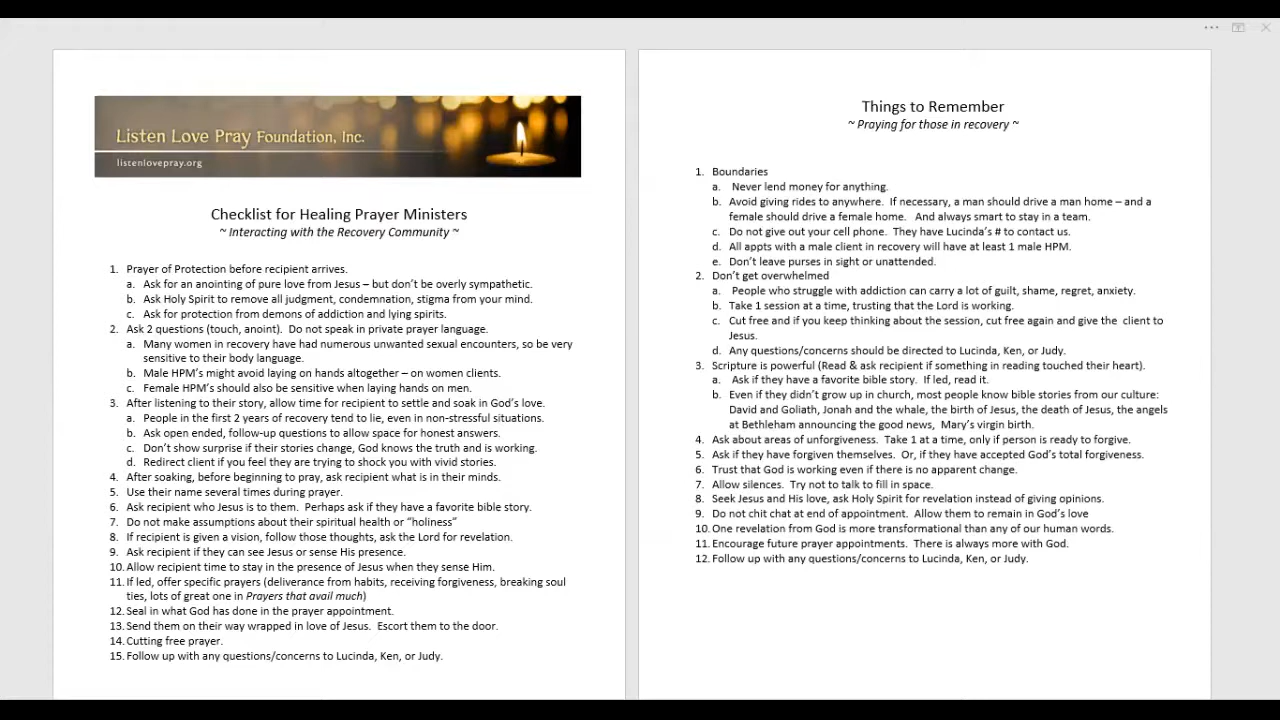 Listen Love Pray Foundation, Inc.
listenlovepray.org
Checklist for Healing Prayer Ministers
~ Interacting with the Recovery Community ~
1. Prayer of Protection before recipient arrives.
a. Ask for an anointing of pure love from Jesus – but don't be overly sympathetic.
b. Ask Holy Spirit to remove all judgment, condemnation, stigma from your mind.
c. Ask for protection from demons of addiction and lying spirits.
2. Ask 2 questions (touch, anoint). Do not speak in private prayer language.
a. Many women in recovery have had numerous unwanted sexual encounters, so be very
sensitive to their body language.
b. Male HPM's might avoid laying on hands altogether – on women clients.
c. Female HPM's should also be sensitive when laying hands on men.
3. After listening to their story, allow time for recipient to settle and soak in God's love.
a. People in the first 2 years of recovery tend to lie, even in non-stressful situations.
b. Ask open ended, follow-up questions to allow space for honest answers.
c. Don't show surprise if their stories change, God knows the truth and is working.
d. Redirect client if you feel they are trying to shock you with vivid stories.
4. After soaking, before beginning to pray, ask recipient what is in their minds.
5. Use their name several times during prayer.
6. Ask recipient who Jesus is to them. Perhaps ask if they have a favorite bible story.
7. Do not make assumptions about their spiritual health or "holiness"
8. If recipient is given a vision, follow those thoughts, ask the Lord for revelation.
9. Ask recipient if they can see Jesus or sense His presence.
10. Allow recipient time to stay in the presence of Jesus when they sense Him.
11. If led, offer specific prayers (deliverance from habits, receiving forgiveness, breaking soul
ties, lots of great one in Prayers that avail much)
12. Seal in what God has done in the prayer appointment.
13. Send them on their way wrapped in love of Jesus. Escort them to the door.
14. Cutting free prayer.
15. Follow up with any questions/concerns to Lucinda, Ken, or Judy.
Things to Remember
~ Praying for those in recovery ~
1. Boundaries
a. Never lend money for anything.
b. Avoid giving rides to anywhere. If necessary, a man should drive a man home – and a
female should drive a female home. And always smart to stay in a team.
c. Do not give out your cell phone. They have Lucinda's # to contact us.
d. All appts with a male client in recovery will have at least 1 male HPM.
e. Don't leave purses in sight or unattended.
2. Don't get overwhelmed
a. People who struggle with addiction can carry a lot of guilt, shame, regret, anxiety.
b. Take 1 session at a time, trusting that the Lord is working.
c. Cut free and if you keep thinking about the session, cut free again and give the client to
Jesus.
d. Any questions/concerns should be directed to Lucinda, Ken, or Judy.
3. Scripture is powerful (Read & ask recipient if something in reading touched their heart).
a. Ask if they have a favorite bible story. If led, read it.
b. Even if they didn't grow up in church, most people know bible stories from our culture:
David and Goliath, Jonah and the whale, the birth of Jesus, the death of Jesus, the angels
at Bethleham announcing the good news, Mary's virgin birth.
4. Ask about areas of unforgiveness. Take 1 at a time, only if person is ready to forgive.
5. Ask if they have forgiven themselves. Or, if they have accepted God's total forgiveness.
6. Trust that God is working even if there is no apparent change.
7. Allow silences. Try not to talk to fill in space.
8. Seek Jesus and His love, ask Holy Spirit for revelation instead of giving opinions.
9. Do not chit chat at end of appointment. Allow them to remain in God's love
10. One revelation from God is more transformational than any of our human words.
11. Encourage future prayer appointments. There is always more with God.
12. Follow up with any questions/concerns to Lucinda, Ken, or Judy.